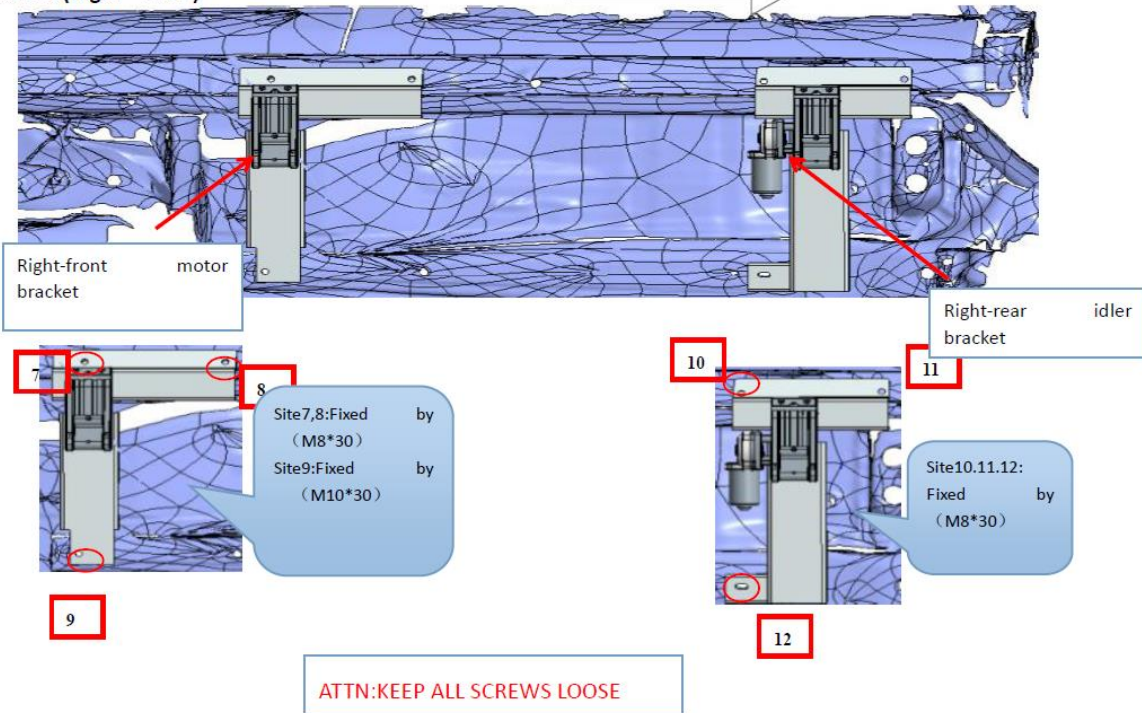 Right-front motor
bracket
Right-rear idler
bracket
7
8
10
11
Site7,8:Fixed by
（M8*30）
Site9:Fixed by
（M10*30）
Site10.11.12:
Fixed by
（M8*30）
9
12
ATTN:KEEP ALL SCREWS LOOSE